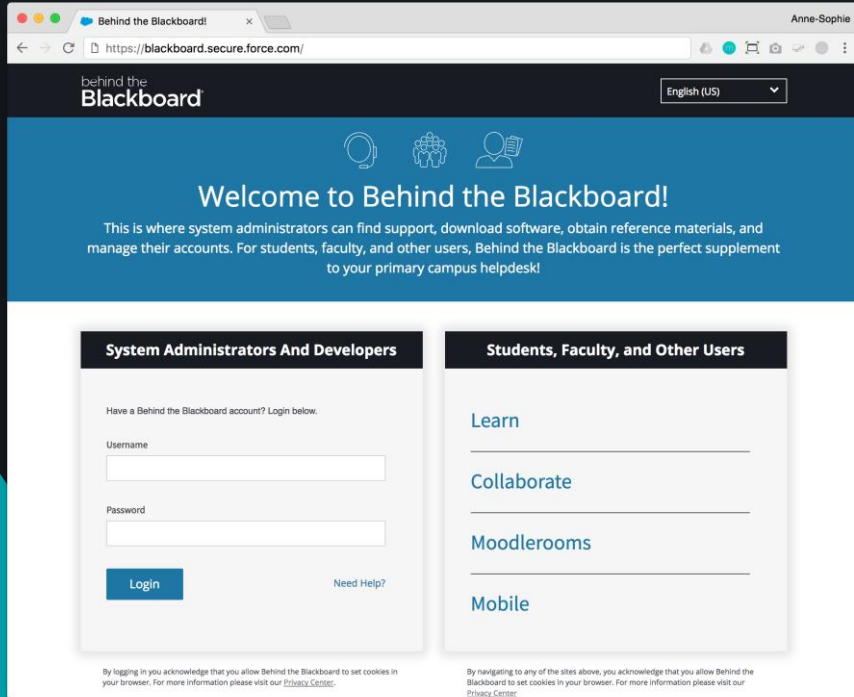 Behind the Blackboard!
Anne-Sophie
https://blackboard.secure.force.com/
behind the
Blackboard
English (US)
Welcome to Behind the Blackboard!
This is where system administrators can find support, download software, obtain reference materials, and
manage their accounts. For students, faculty, and other users, Behind the Blackboard is the perfect supplement
to your primary campus helpdesk!
System Administrators And Developers
Have a Behind the Blackboard account? Login below.
Username
Password
Login
Need Help?
By logging in you acknowledge that you allow Behind the Blackboard to set cookies in
your browser. For more information please visit our Privacy Center.
Students, Faculty, and Other Users
Learn
Collaborate
Moodlerooms
Mobile
By navigating to any of the sites above, you acknowledge that you allow Behind the
Blackboard to set cookies in your browser. For more information please visit our
Privacy Center